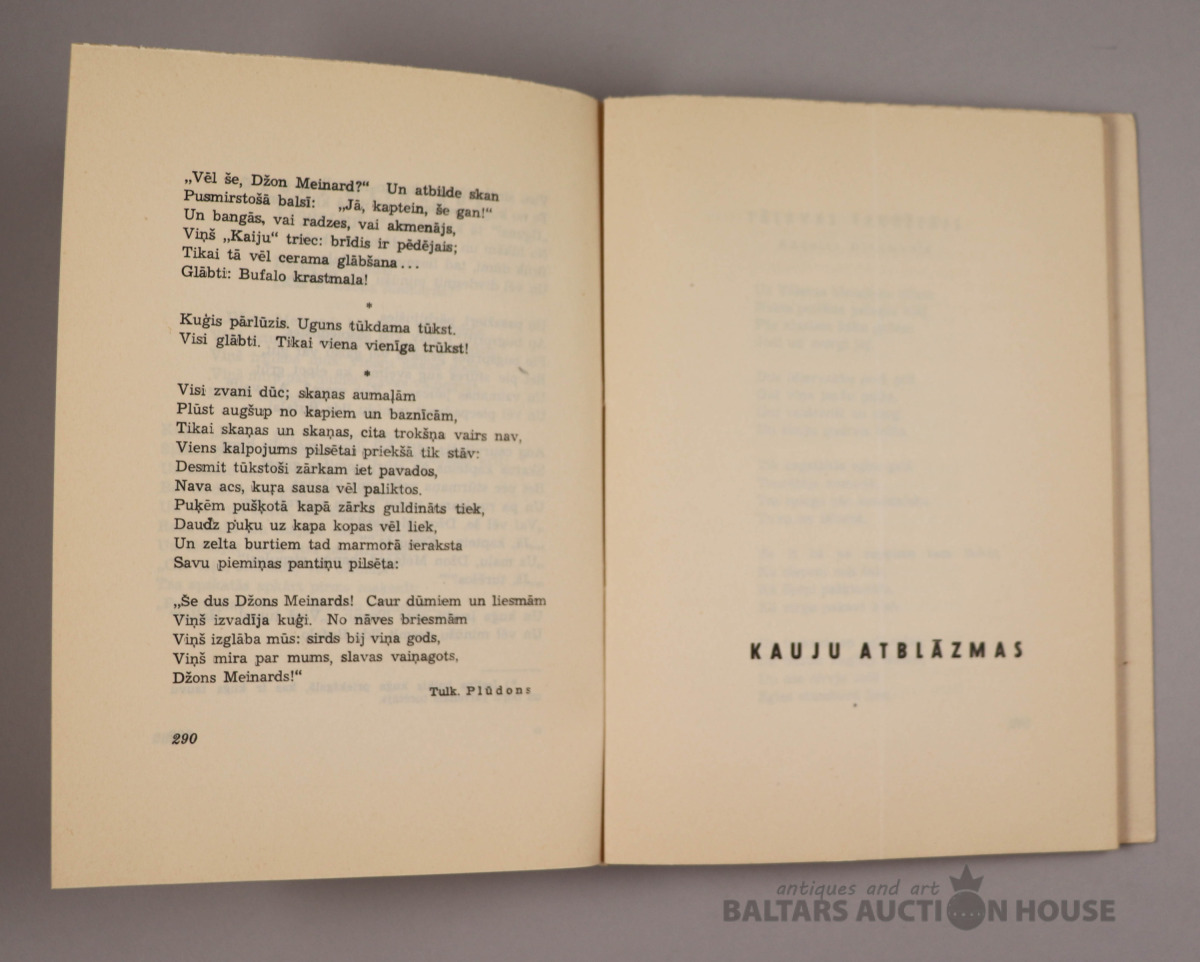 „Vēl še, Džon Meinard?“ Un atbilde skan
Pusmirstošā balsī: „Jā, kaptein, še gan!“
Un bangās, vai radzes, vai akmenājs,
Viņš „Kaiju“ triec: brīdis ir pēdējais;
Tikai tā vēl cerama glābšana...
Glābti: Bufalo krastmala!
*
Kuģis pārlūzis. Uguns tūkdama tūkst.
Visi glābti. Tikai viena vienīga trūkst!
*
Visi zvani dūc; skaņas aumaļām
Plūst augšup no kapiem un baznīcām,
Tikai skaņas un skaņas, cita trokšņa vairs nav,
Viens kalpojums pilsētai priekšā tik stāv:
Desmit tūkstoši zārkam iet pavados,
Nava acs, kuŗa sausa vēl paliktos.
Puķēm pušķotā kapā zārks guldināts tiek,
Daudz puķu uz kapa kopas vēl liek,
Un zelta burtiem tad marmorā ieraksta
Savu piemiņas pantiņu pilsēta:
„Še dus Džons Meinards! Caur dūmiem un liesmām
Viņš izvadīja kuģi. No nāves briesmām
Viņš izglāba mūs: sirds bij viņa gods,
Viņš mira par mums, slavas vaiņagots,
Džons Meinards!“
Tulk. Plūdons
290
KAUJU ATBLĀZMAS
antiques and art
BALTARS AUCTION HOUSE